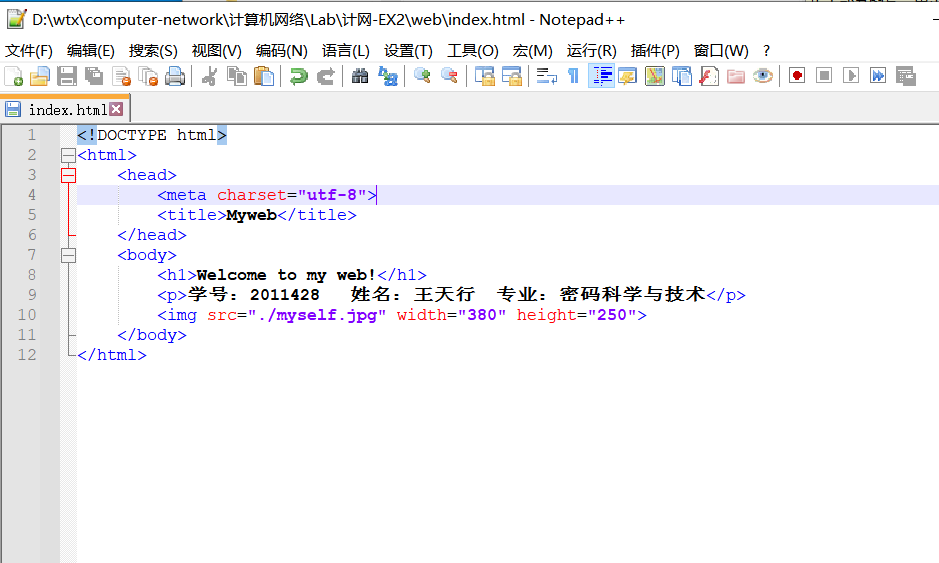 D:\wtx\computer-network\计算机网络\Lab\计网-EX2\web\index.html - Notepad++
文件(F) 编辑(E) 搜索(S) 视图(V) 编码(N) 语言(L) 设置(T) 工具(O) 宏(M) 运行(R) 插件(P) 窗口(W) ?
index.html
1 <!DOCTYPE html>
2 <html>
3 <head>
4 <meta charset="utf-8">
5 <title>Myweb</title>
6 </head>
7 <body>
8 <h1>Welcome to my web!</h1>
9 <p>学号：2011428 姓名：王天行 专业：密码科学与技术</p>
10 <img src="./myself.jpg" width="380" height="250">
11 </body>
12 </html>